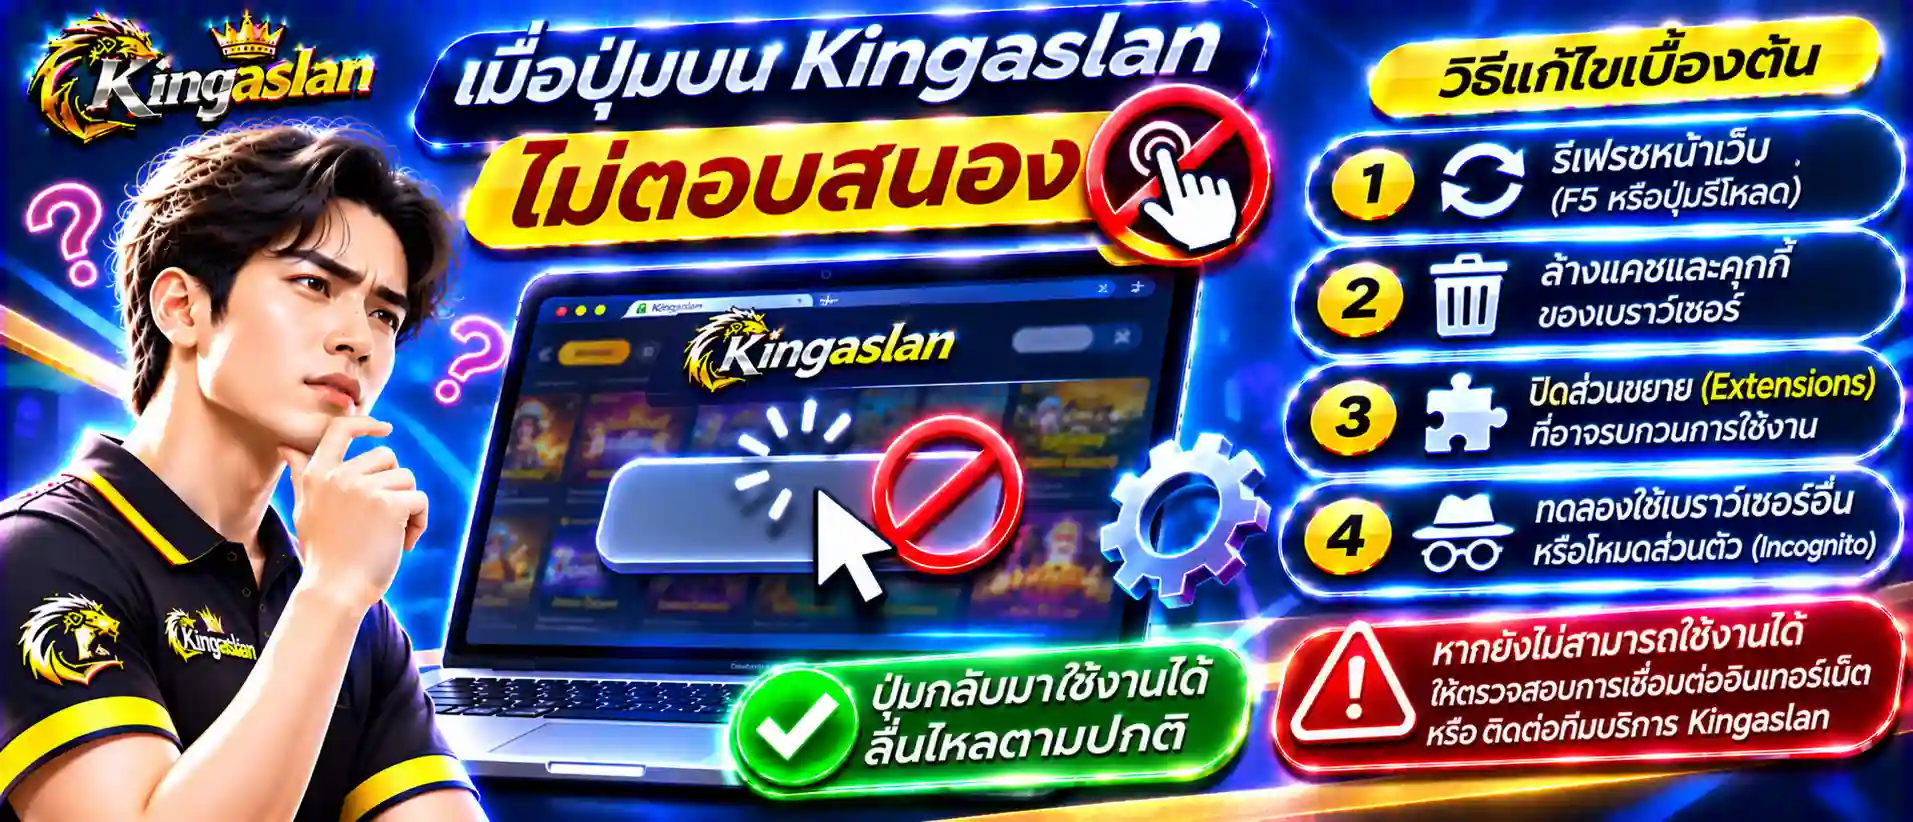 Kingaslan
เมื่อปุ่มบน Kingaslan
ไม่ตอบสนอง
วิธีแก้ไขเบื้องต้น
1
รีเฟรชหน้าเว็บ
(F5 หรือปุ่มรีโหลด)
2
ล้างแคชและคุกกี้
ของเบราว์เซอร์
3
ปิดส่วนขยาย (Extensions)
ที่อาจรบกวนการใช้งาน
4
ทดลองใช้เบราว์เซอร์อื่น
หรือโหมดส่วนตัว (Incognito)
หากยังไม่สามารถใช้งานได้
ให้ตรวจสอบการเชื่อมต่ออินเทอร์เน็ต
หรือ ติดต่อทีมบริการ Kingaslan
Kingaslan
Kingaslan
ปุ่มกลับมาใช้งานได้
ลื่นไหลตามปกติ
Kingaslan